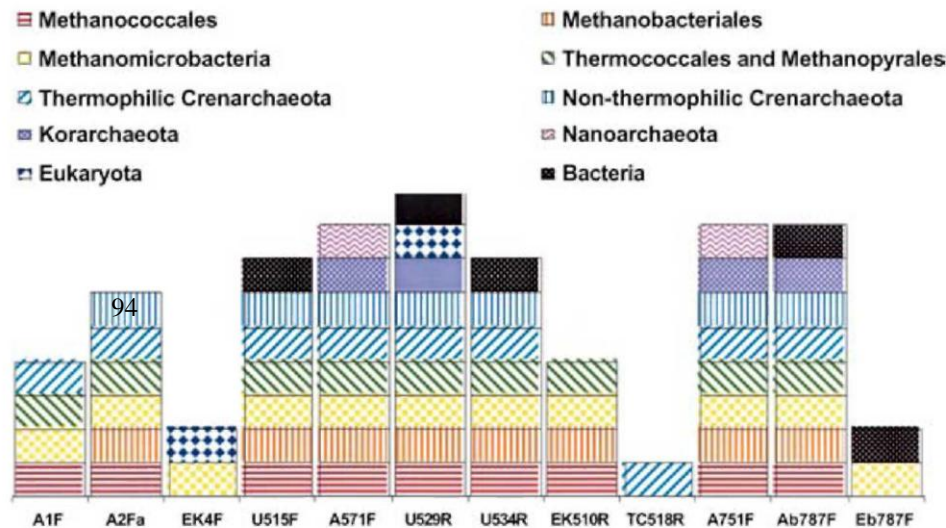 Methanococcales
Methanobacteriales
Methanomicrobacteria
Thermococcales and Methanopyrales
Thermophilic Crenarchaeota
Non-thermophilic Crenarchaeota
Korarchaeota
Nanoarchaeota
Eukaryota
Bacteria
94
A1F A2Fa EK4F U515F A571F U529R U534R EK510R TC518R A751F Ab787F Eb787F